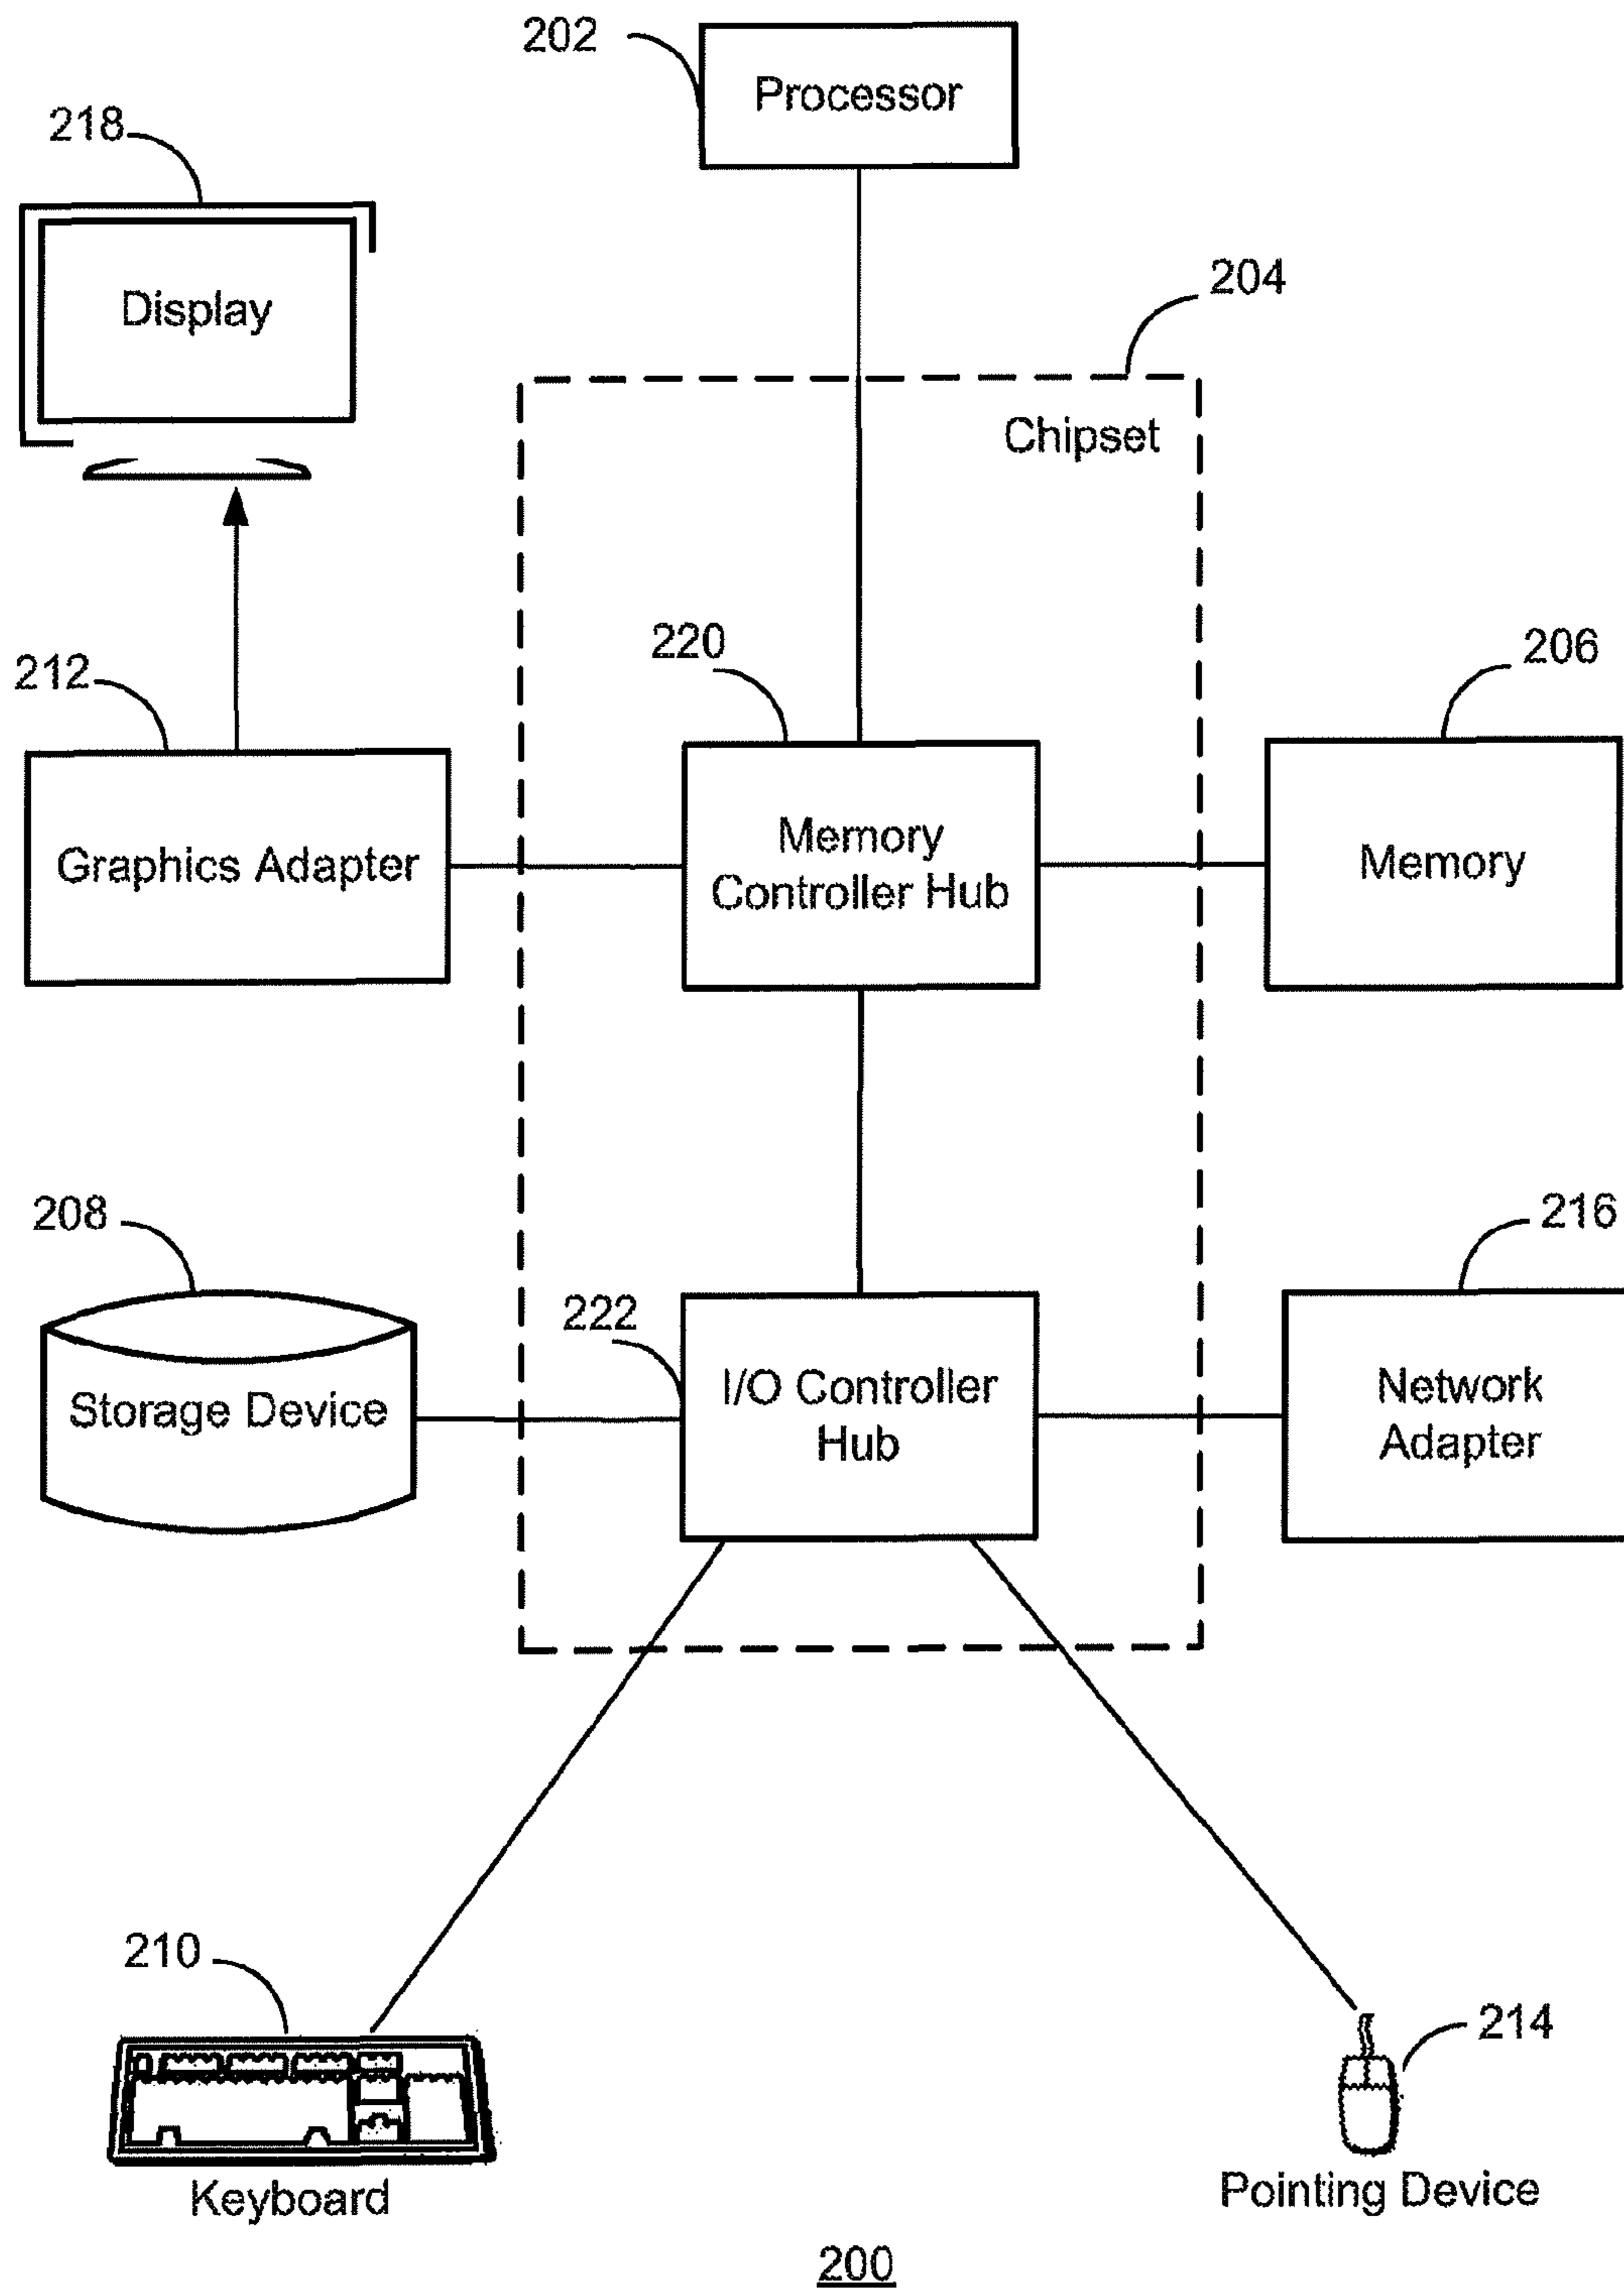 202
Processor
218
Display
204
Chipset
220
206
212
Graphics Adapter
Memory
Controller Hub
Memory
208
216
222
Storage Device
I/O Controller
Hub
Network
Adapter
210
214
Keyboard
Pointing Device
200